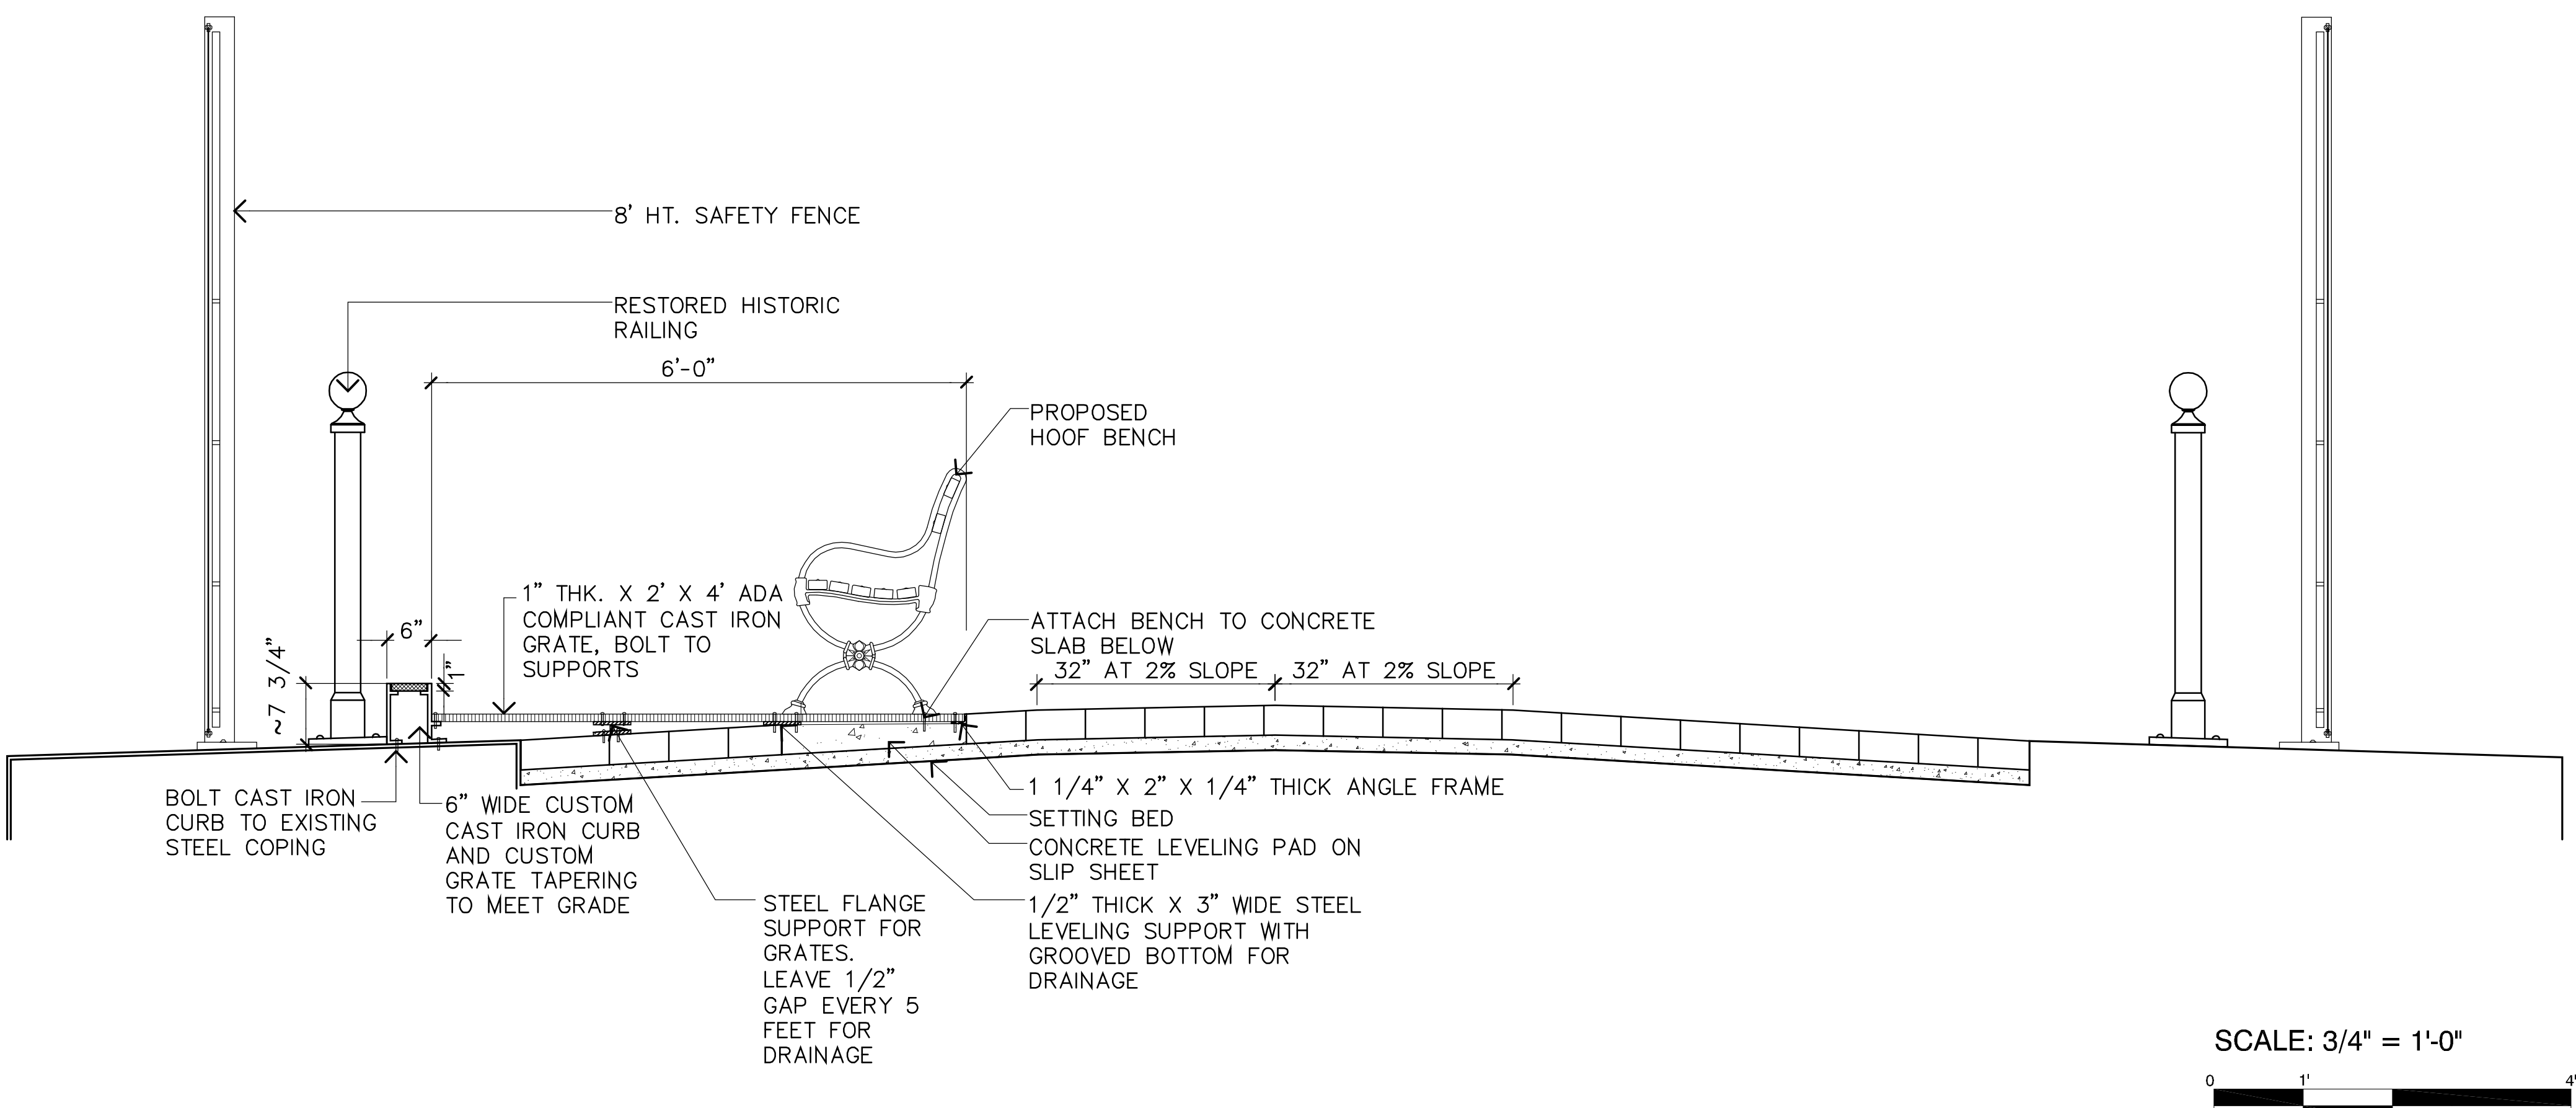 8' HT. SAFETY FENCE
RESTORED HISTORIC
RAILING
6'-0"
PROPOSED
HOOF BENCH
1" THK. X 2' X 4' ADA
COMPLIANT CAST IRON
GRATE, BOLT TO
SUPPORTS
6"
1"
~7 3/4"
ATTACH BENCH TO CONCRETE
SLAB BELOW
32" AT 2% SLOPE
32" AT 2% SLOPE
BOLT CAST IRON
CURB TO EXISTING
STEEL COPING
6" WIDE CUSTOM
CAST IRON CURB
AND CUSTOM
GRATE TAPERING
TO MEET GRADE
STEEL FLANGE
SUPPORT FOR
GRATES.
LEAVE 1/2"
GAP EVERY 5
FEET FOR
DRAINAGE
1 1/4" X 2" X 1/4" THICK ANGLE FRAME
SETTING BED
CONCRETE LEVELING PAD ON
SLIP SHEET
1/2" THICK X 3" WIDE STEEL
LEVELING SUPPORT WITH
GROOVED BOTTOM FOR
DRAINAGE
SCALE: 3/4" = 1'-0"
0 1' 4'